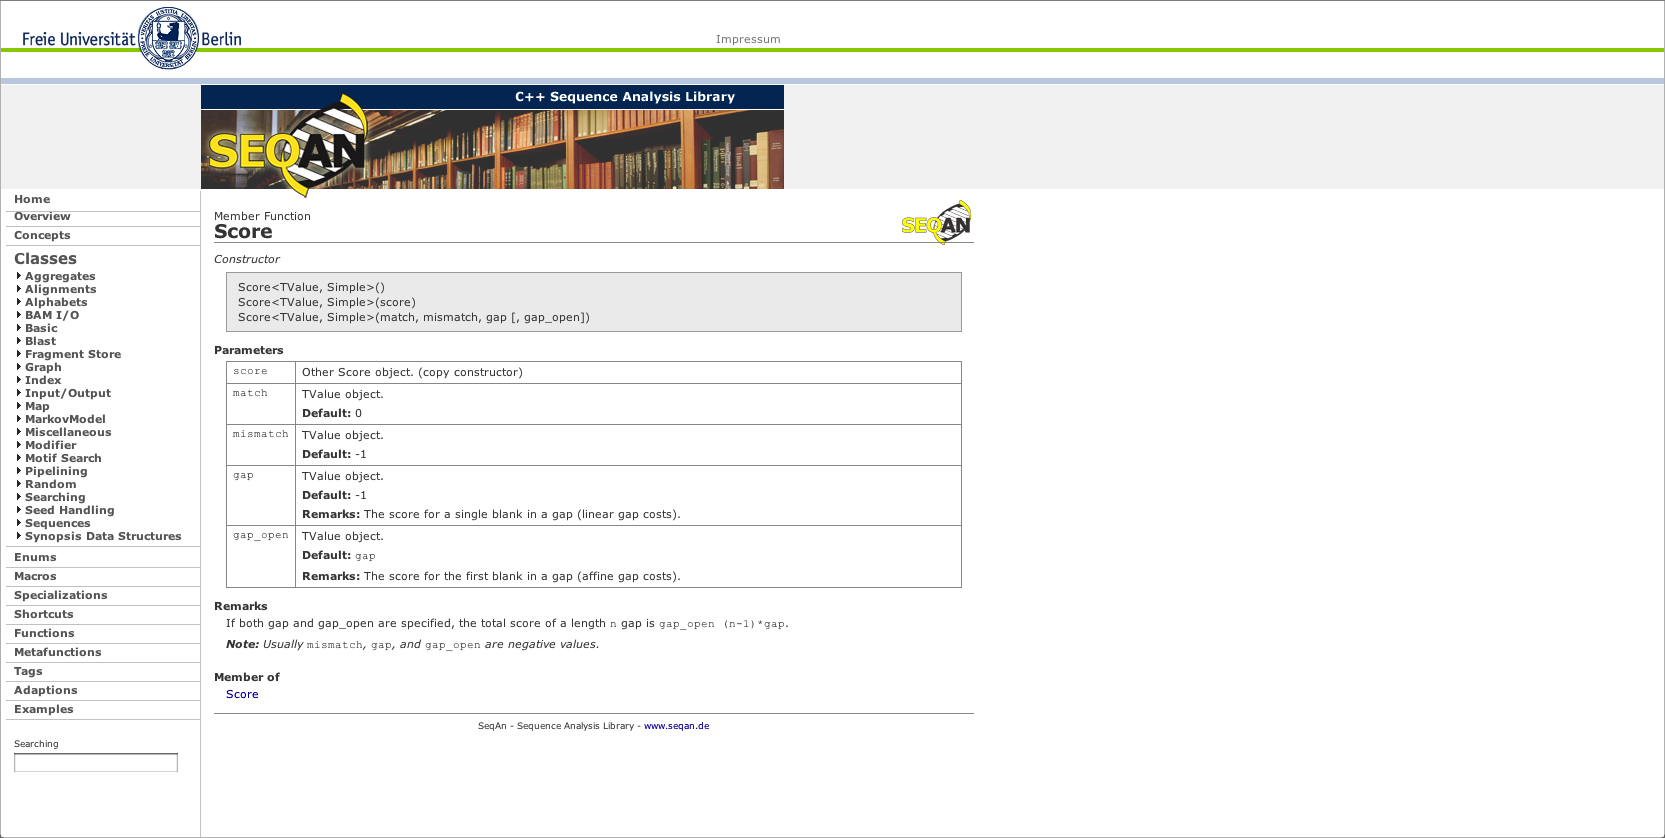 Freie Universität Berlin
Impressum
C++ Sequence Analysis Library
SEQAN
Home
Overview
Concepts
Classes
Aggregates
Alignments
Alphabets
BAM I/O
Basic
Blast
Fragment Store
Graph
Index
Input/Output
Map
MarkovModel
Miscellaneous
Modifier
Motif Search
Pipelining
Random
Searching
Seed Handling
Sequences
Synopsis Data Structures
Enums
Macros
Specializations
Shortcuts
Functions
Metafunctions
Tags
Adaptions
Examples
Searching
Member Function
Score
SEQAN
Constructor
Score<TValue, Simple>()
Score<TValue, Simple>(score)
Score<TValue, Simple>(match, mismatch, gap [, gap_open])
Parameters
score Other Score object. (copy constructor)
match TValue object.
Default: 0
mismatch TValue object.
Default: -1
gap TValue object.
Default: -1
Remarks: The score for a single blank in a gap (linear gap costs).
gap_open TValue object.
Default: gap
Remarks: The score for the first blank in a gap (affine gap costs).
Remarks
If both gap and gap_open are specified, the total score of a length n gap is gap_open (n-1)*gap.
Note: Usually mismatch, gap, and gap_open are negative values.
Member of
Score
SeqAn - Sequence Analysis Library - www.seqan.de